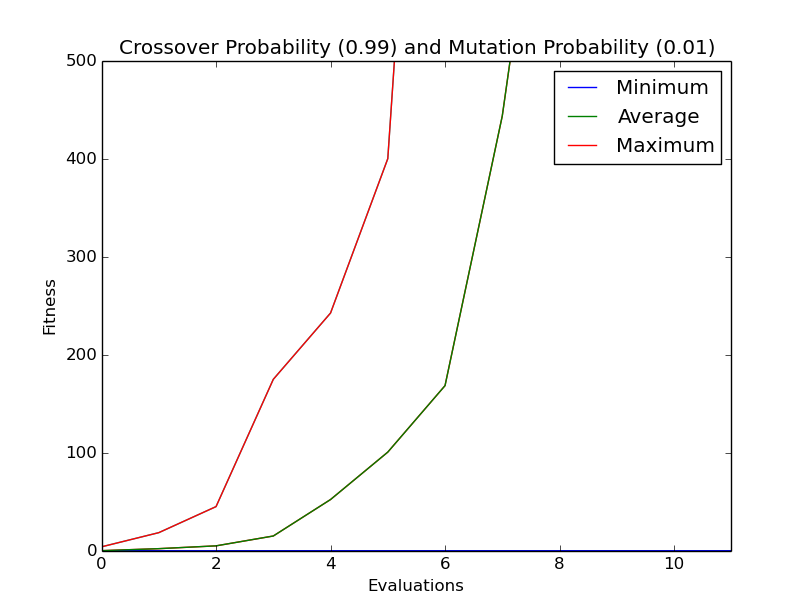 Crossover Probability (0.99) and Mutation Probability (0.01)
500
400
300
200
100
0
Fitness
Minimum
Average
Maximum
0 2 4 6 8 10
Evaluations